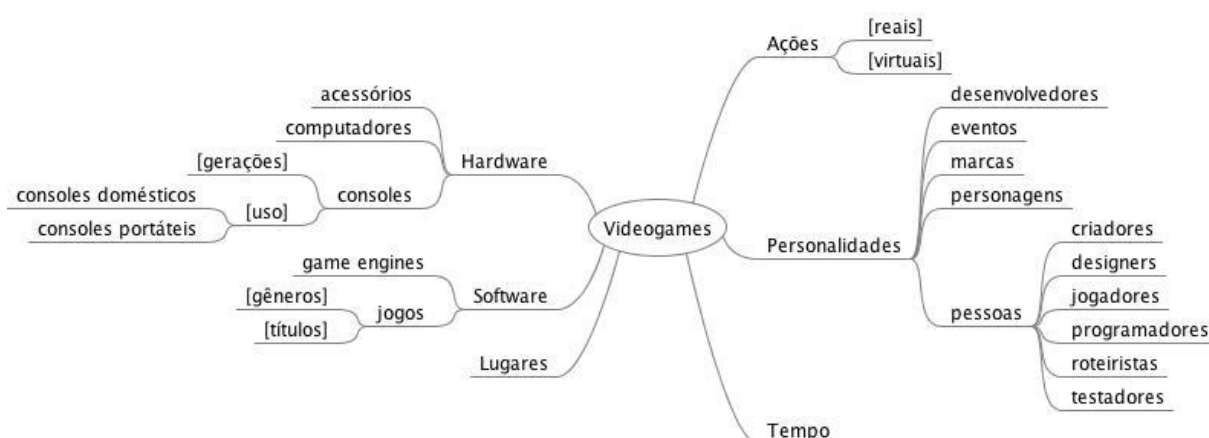 Videogames
Hardware
acessórios
computadores
consoles
[gerações]
[uso]
consoles domésticos
consoles portáteis
Software
game engines
jogos
[gêneros]
[títulos]
Lugares
Ações
[reais]
[virtuais]
Personalidades
desenvolvedores
eventos
marcas
personagens
pessoas
criadores
designers
jogadores
programadores
roteiristas
testadores
Tempo